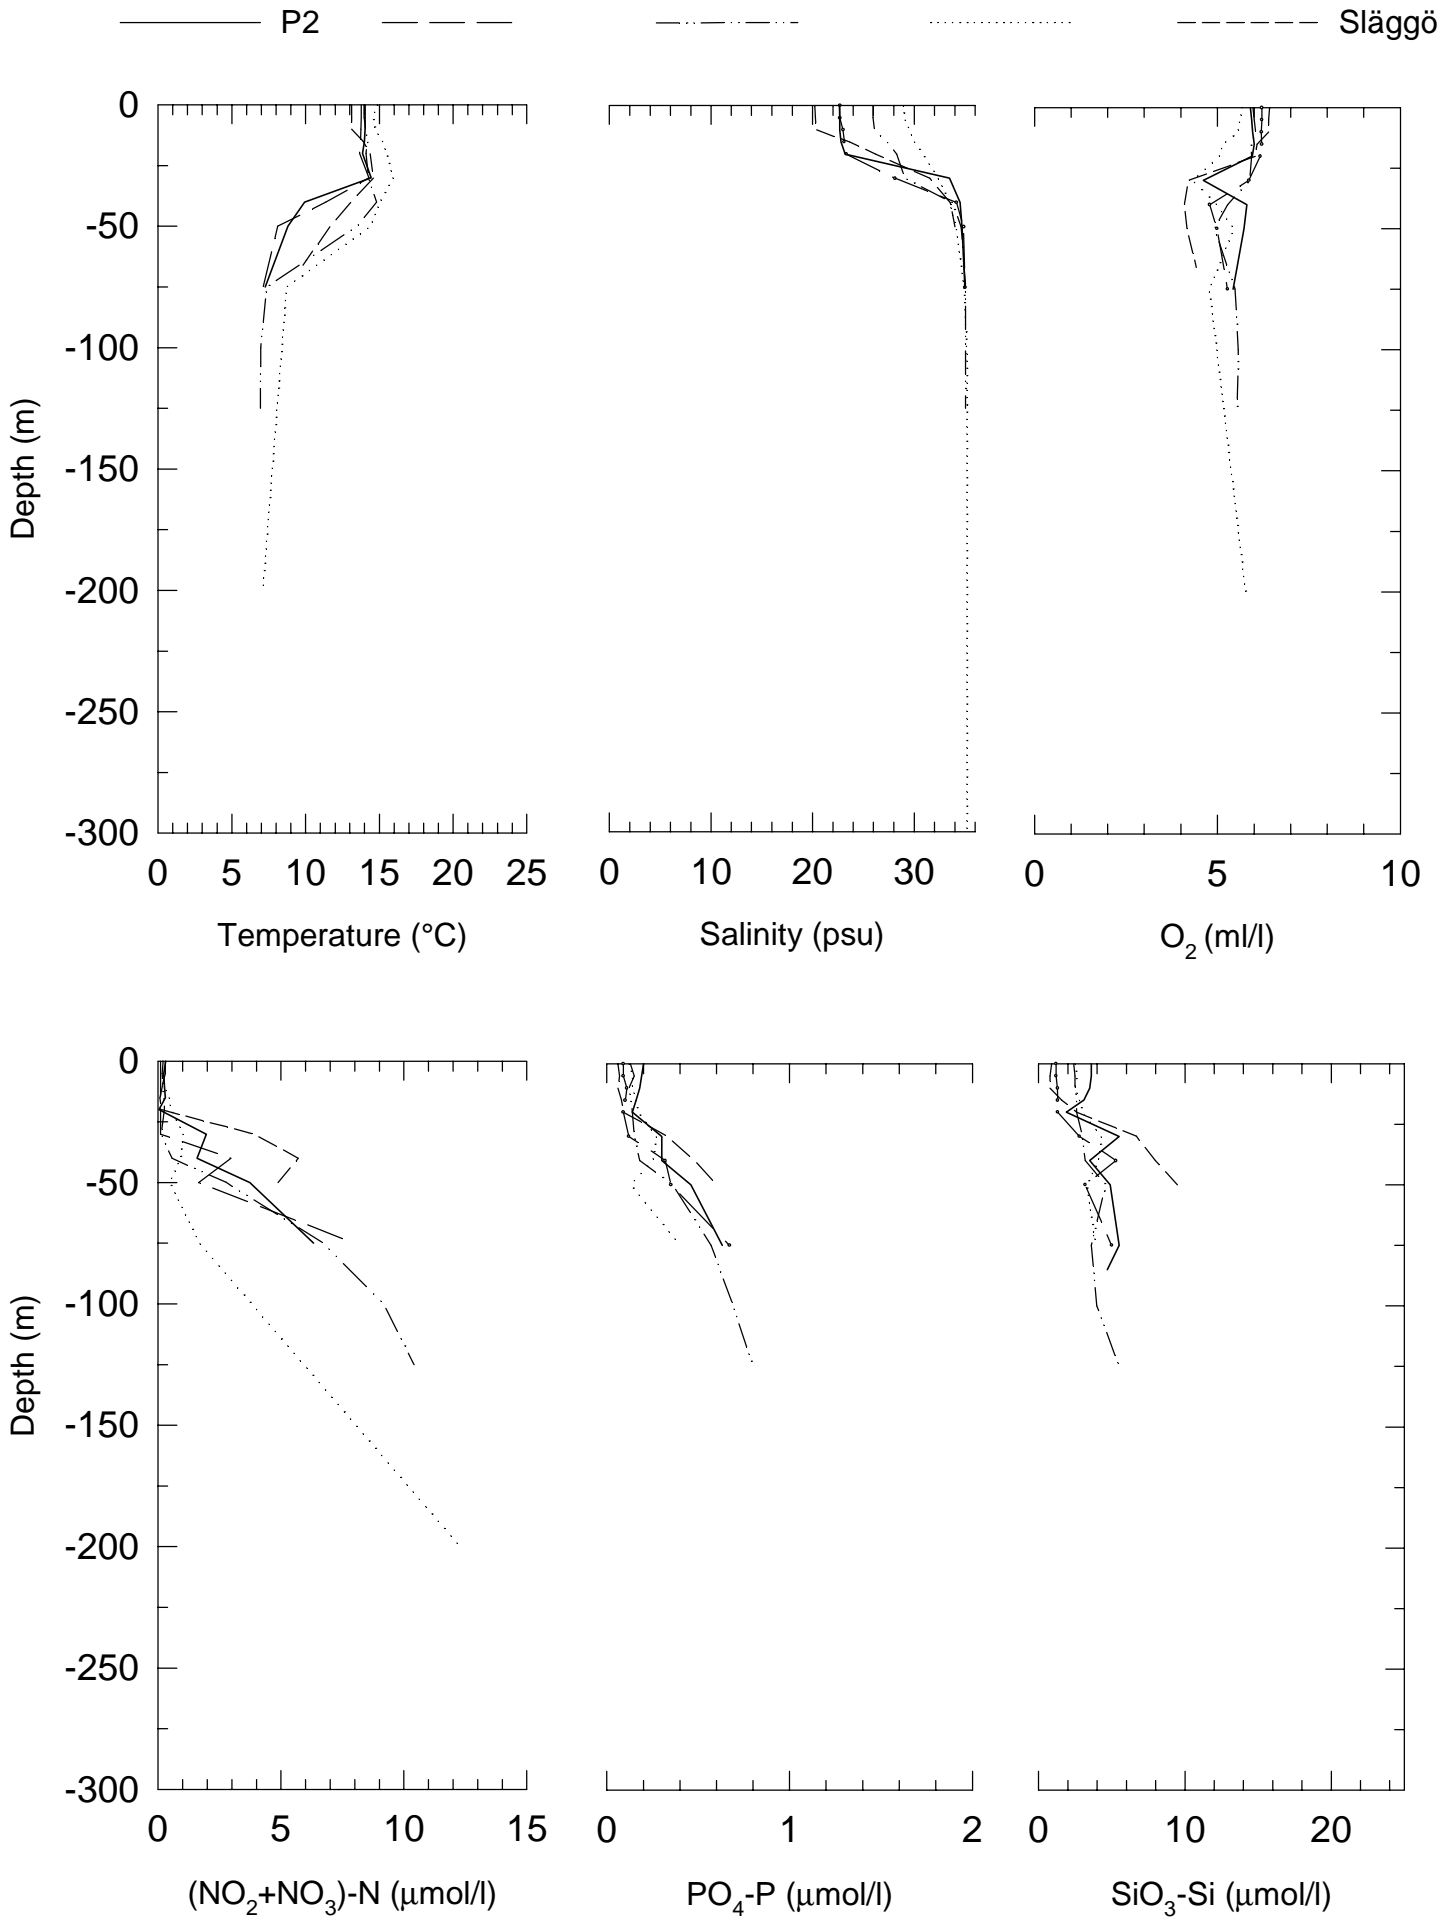 P2
Släggö
0
-50
-100
-150
-200
-250
-300
Depth (m)
0 5 10 15 20 25
Temperature (°C)
0 10 20 30
Salinity (psu)
0 5 10
O2 (ml/l)
0
-50
-100
-150
-200
-250
-300
Depth (m)
0 5 10 15
(NO2+NO3)-N (μmol/l)
0 1 2
PO4-P (μmol/l)
0 10 20
SiO3-Si (μmol/l)